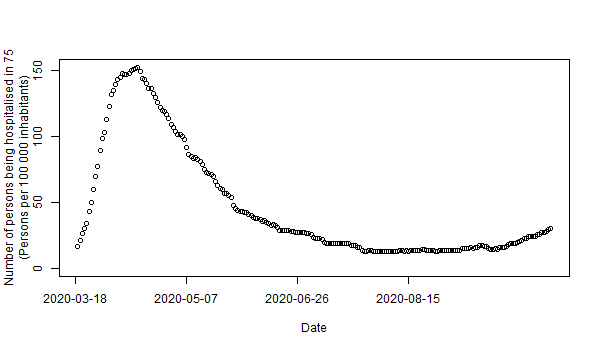 Number of persons being hospitalised in 75
(Persons per 100 000 inhabitants)
150
100
50
0
2020-03-18 2020-05-07 2020-06-26 2020-08-15
Date